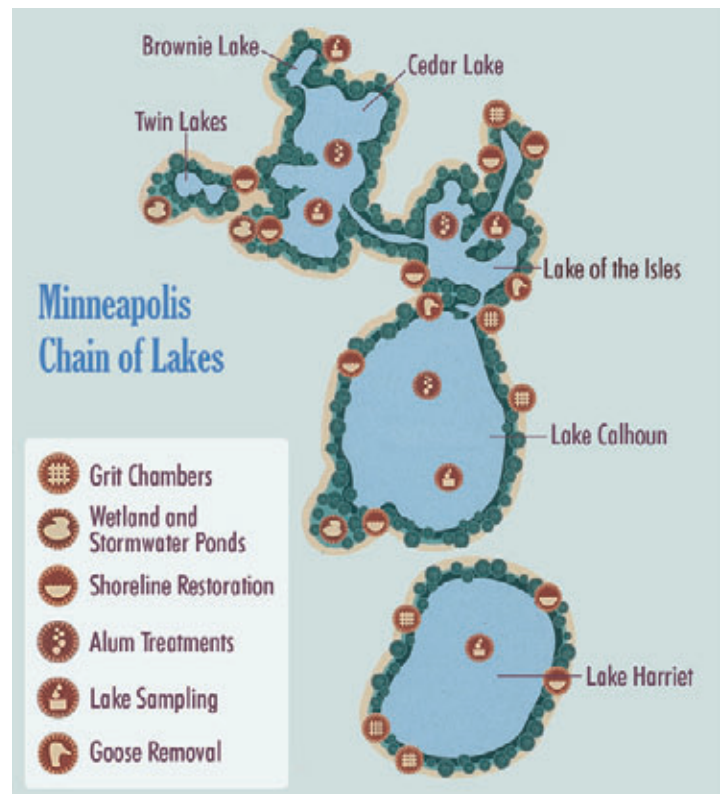 Brownie Lake
Cedar Lake
Twin Lakes
Lake of the Isles
Minneapolis
Chain of Lakes
Lake Calhoun
Grit Chambers
Wetland and
Stormwater Ponds
Shoreline Restoration
Alum Treatments
Lake Sampling
Goose Removal
Lake Harriet